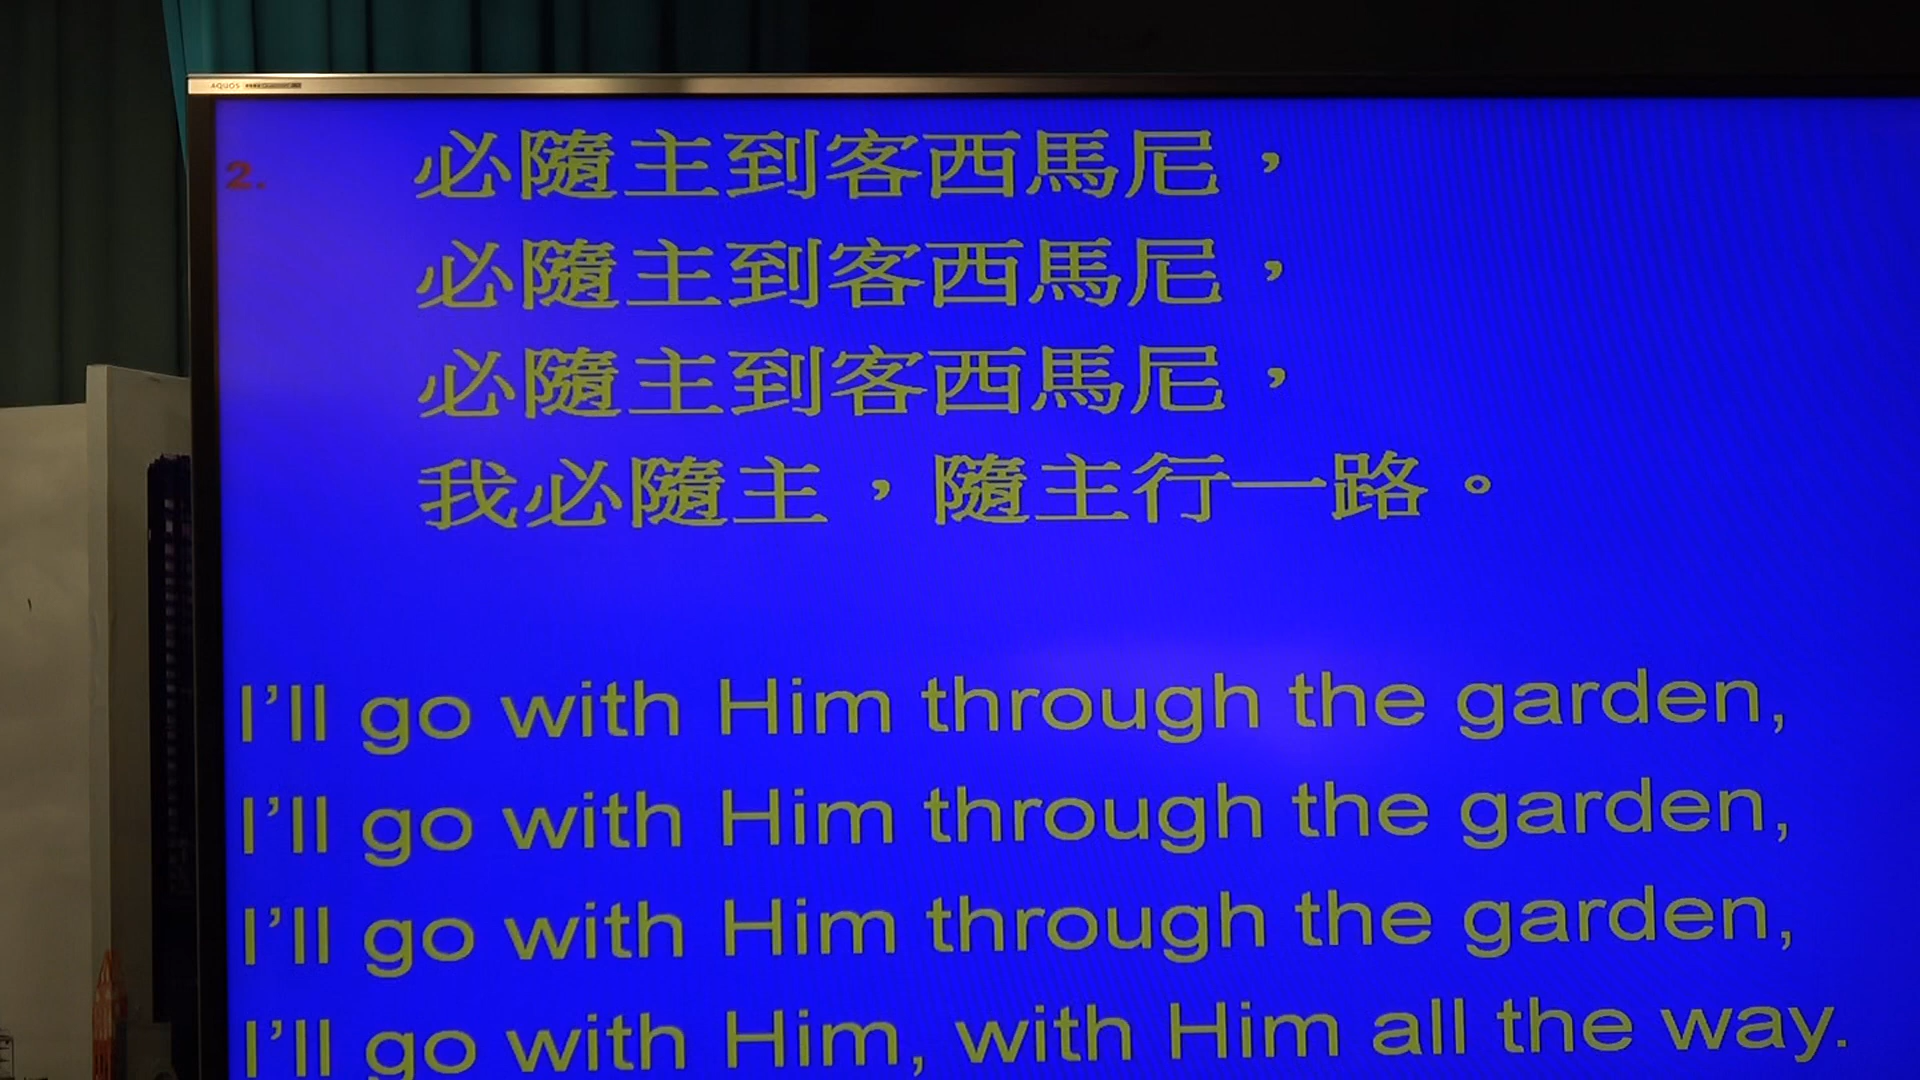 AQUOS
2. 必隨主到客西馬尼，
必隨主到客西馬尼，
必隨主到客西馬尼，
我必隨主，隨主行一路。
I'll go with Him through the garden,
I'll go with Him through the garden,
I'll go with Him through the garden,
I'll go with Him, with Him all the way.